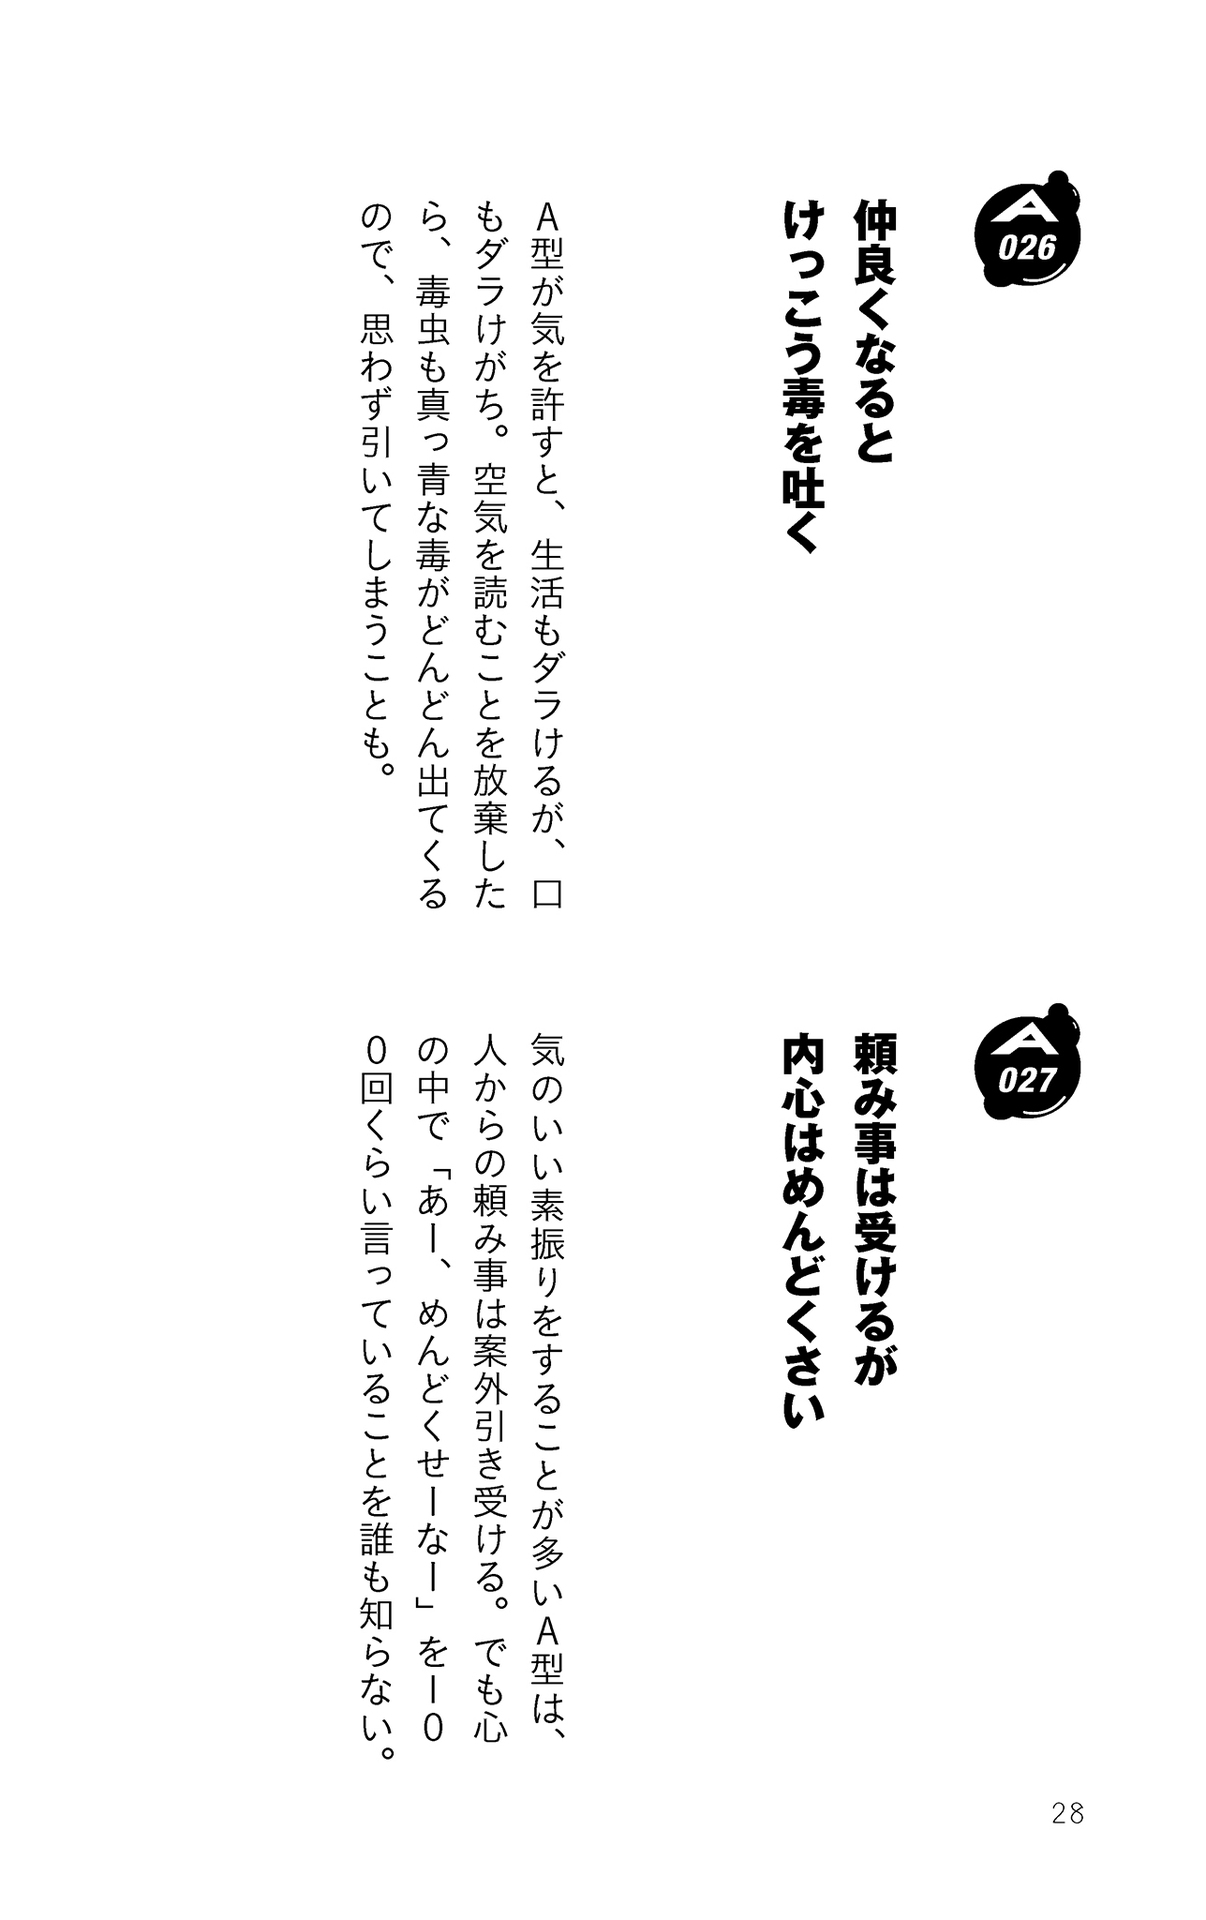 A
026
仲良くなると
けっこう毒を吐く
A型が気を許すと、生活もダラけるが、口
もダラけがち。空気を読むことを放棄した
ら、毒虫も真っ青な毒がどんどん出てくる
ので、思わず引いてしまうことも。
A
027
頼み事は受けるが
内心はめんどくさい
気のいい素振りをすることが多いA型は、
人からの頼み事は案外引き受ける。でも心
の中で「あー、めんどくせーなー」を10
0回くらい言っていることを誰も知らない。
28